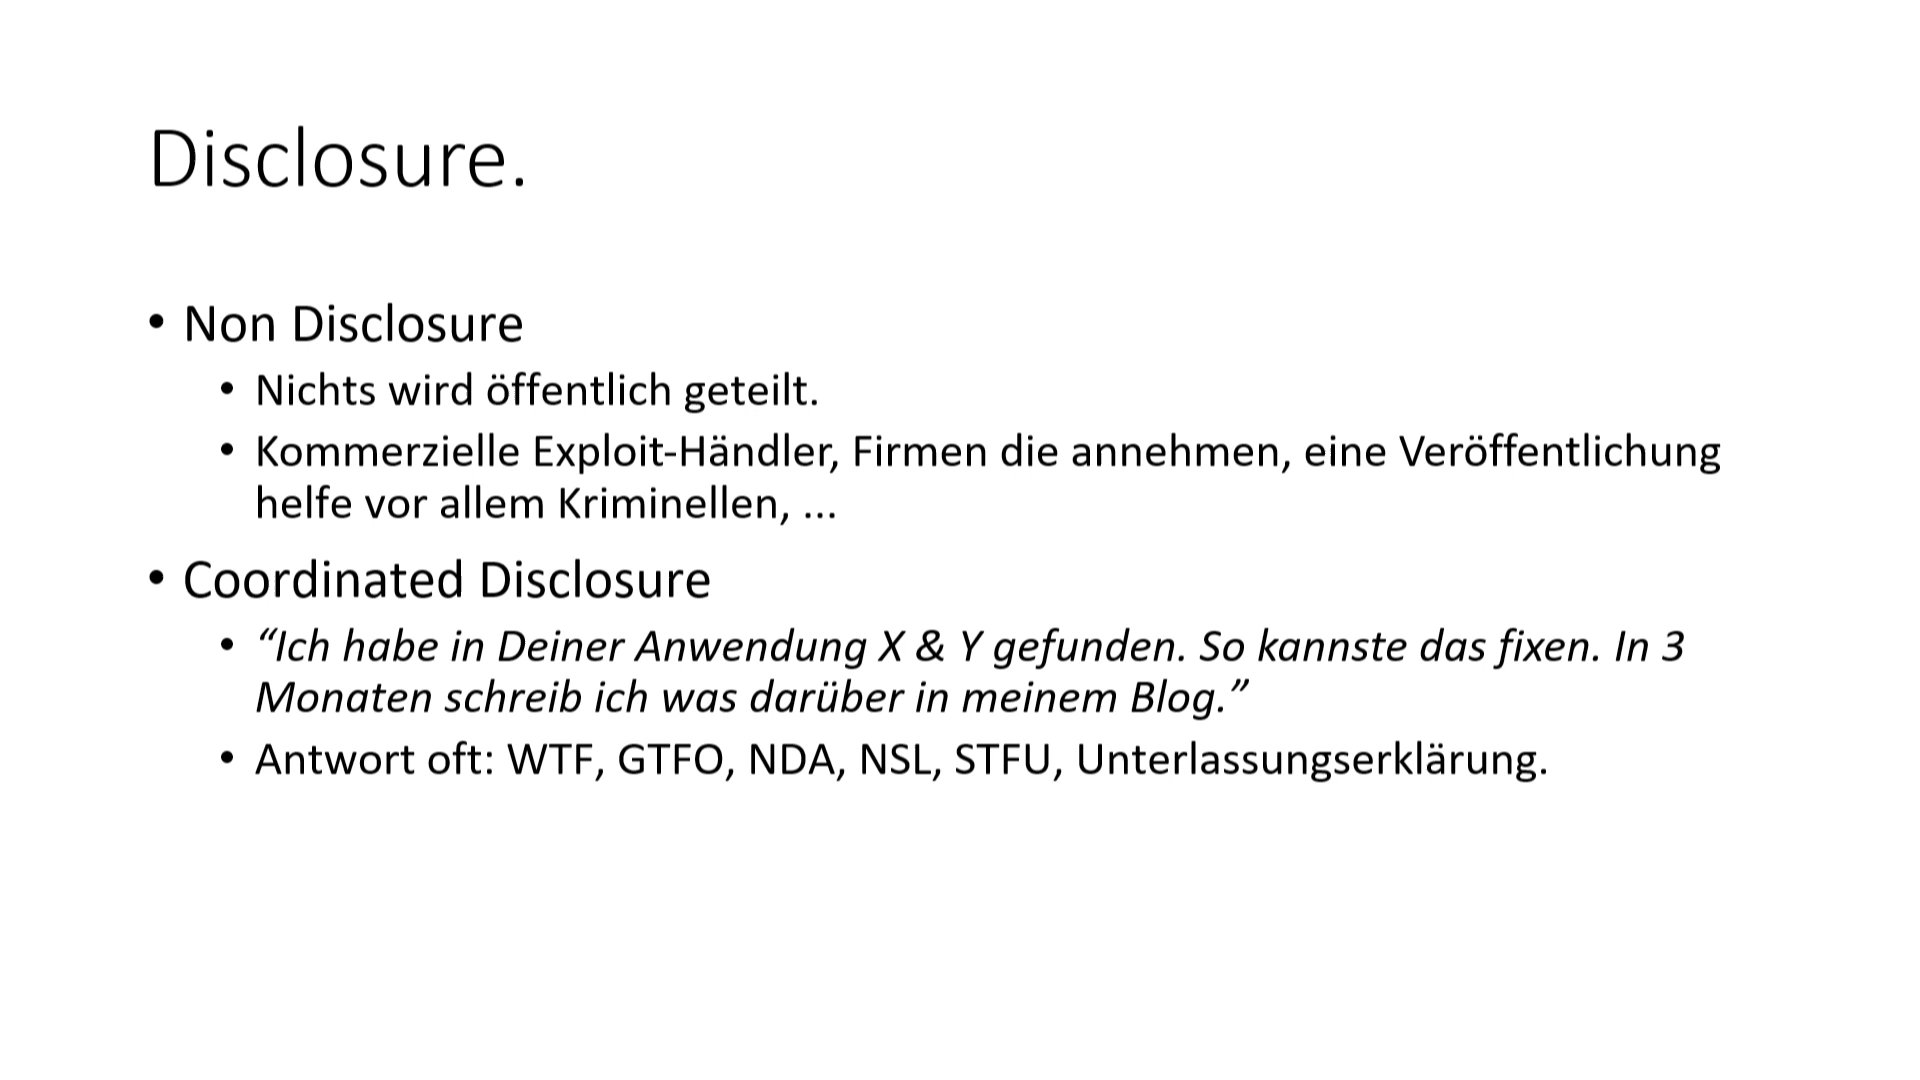 Disclosure.
• Non Disclosure
• Nichts wird öffentlich geteilt.
• Kommerzielle Exploit-Händler, Firmen die annehmen, eine Veröffentlichung
helfe vor allem Kriminellen, ...
• Coordinated Disclosure
• “Ich habe in Deiner Anwendung X & Y gefunden. So kannste das fixen. In 3
Monaten schreib ich was darüber in meinem Blog.”
• Antwort oft: WTF, GTFO, NDA, NSL, STFU, Unterlassungserklärung.